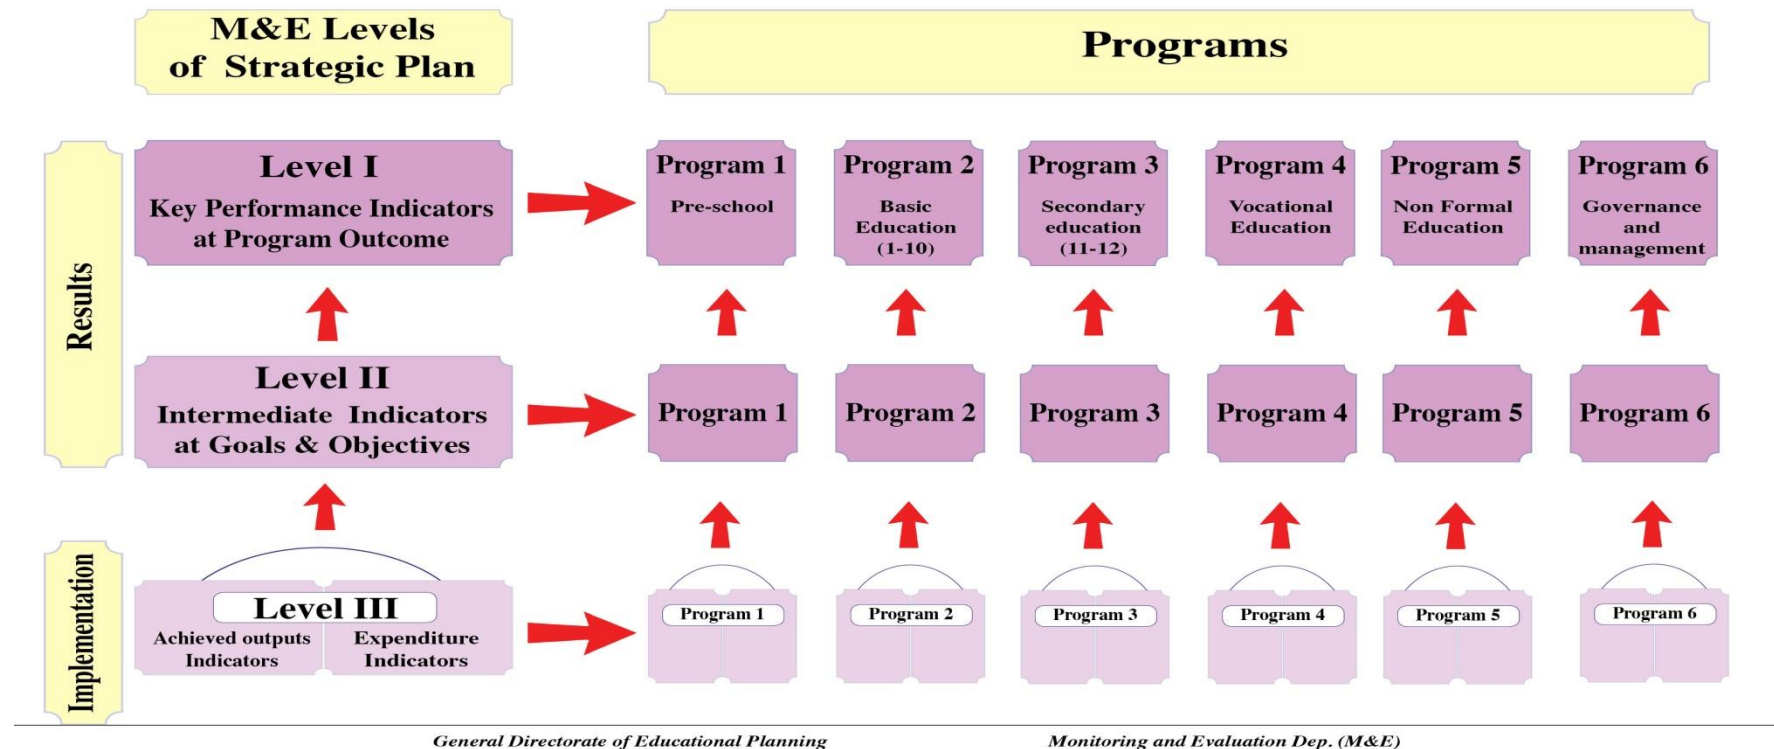 M&E Levels
of Strategic Plan
Programs
Results
Level I
Key Performance Indicators
at Program Outcome
Program 1
Pre-school
Program 2
Basic
Education
(1-10)
Program 3
Secondary
education
(11-12)
Program 4
Vocational
Education
Program 5
Non Formal
Education
Program 6
Governance
and
management
Level II
Intermediate Indicators
at Goals & Objectives
Program 1
Program 2
Program 3
Program 4
Program 5
Program 6
Implementation
Level III
Achieved outputs
Indicators
Expenditure
Indicators
Program 1
Program 2
Program 3
Program 4
Program 5
Program 6
General Directorate of Educational Planning
Monitoring and Evaluation Dep. (M&E)